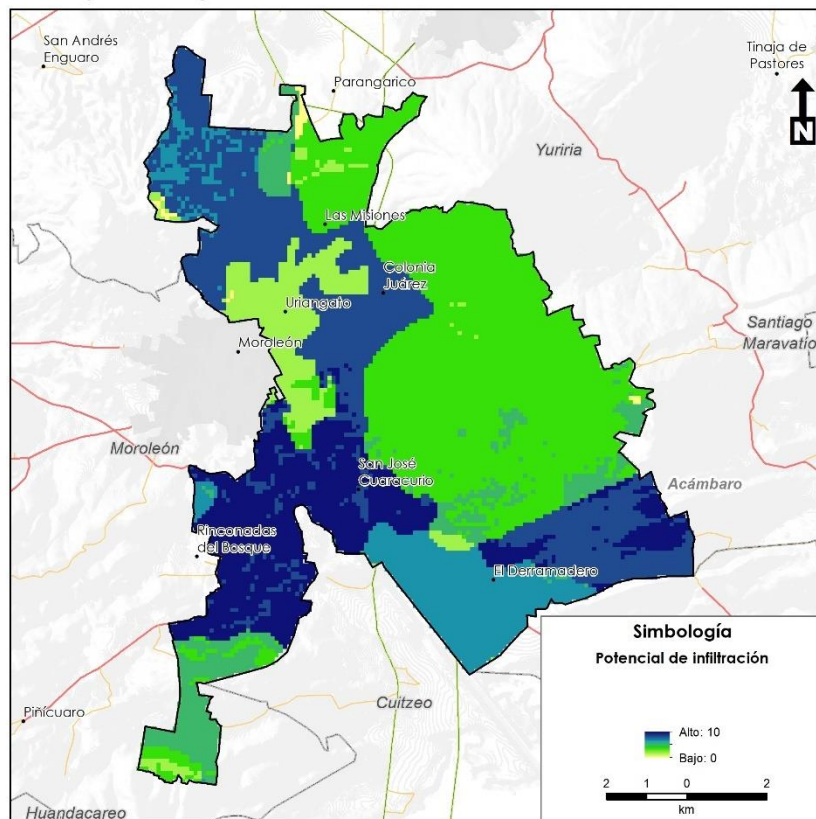 San Andrés
Enguaro
Parangarico
Tinaja de
Pastores
N
Yuriria
Las Misiones
Colonia
Juárez
Uriangato
Moroleón
Santiago
Maravatío
Moroleón
San José
Cuaracurio
Acámbaro
Rinconadas
del Bosque
El Derramadero
Simbología
Potencial de infiltración
Piñícuaro
Cuitzeo
Alto: 10
Bajo: 0
2 1 0 2
km
Huandacareo